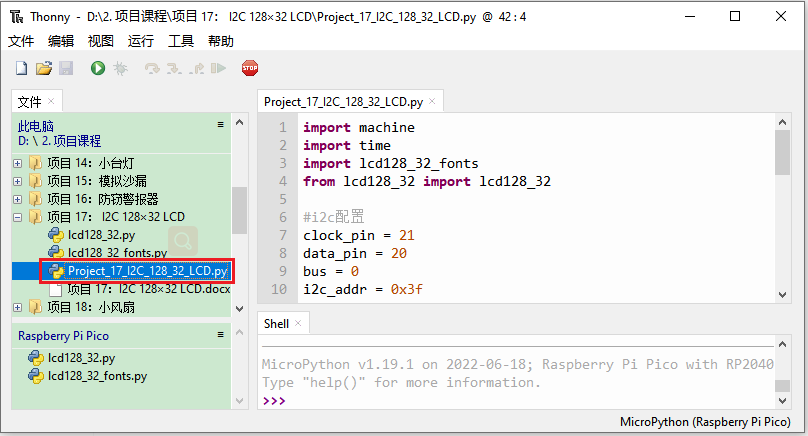 Thonny - D:\2. 项目课程\项目 17： I2C 128×32 LCD\Project_17_I2C_128_32_LCD.py @ 42 : 4
文件 编辑 视图 运行 工具 帮助
STOP
文件 ×
此电脑
D: \ 2. 项目课程
项目 14：小台灯
项目 15：模拟沙漏
项目 16：防窃警报器
项目 17： I2C 128×32 LCD
lcd128_32.py
lcd128_32_fonts.py
Project_17_I2C_128_32_LCD.py
项目 17：I2C 128×32 LCD.docx
项目 18：小风扇
Raspberry Pi Pico
lcd128_32.py
lcd128_32_fonts.py
Project_17_I2C_128_32_LCD.py ×
1 import machine
2 import time
3 import lcd128_32_fonts
4 from lcd128_32 import lcd128_32
5
6 #i2c配置
7 clock_pin = 21
8 data_pin = 20
9 bus = 0
10 i2c_addr = 0x3f
Shell ×
MicroPython v1.19.1 on 2022-06-18; Raspberry Pi Pico with RP2040
Type "help()" for more information.
>>>
MicroPython (Raspberry Pi Pico)